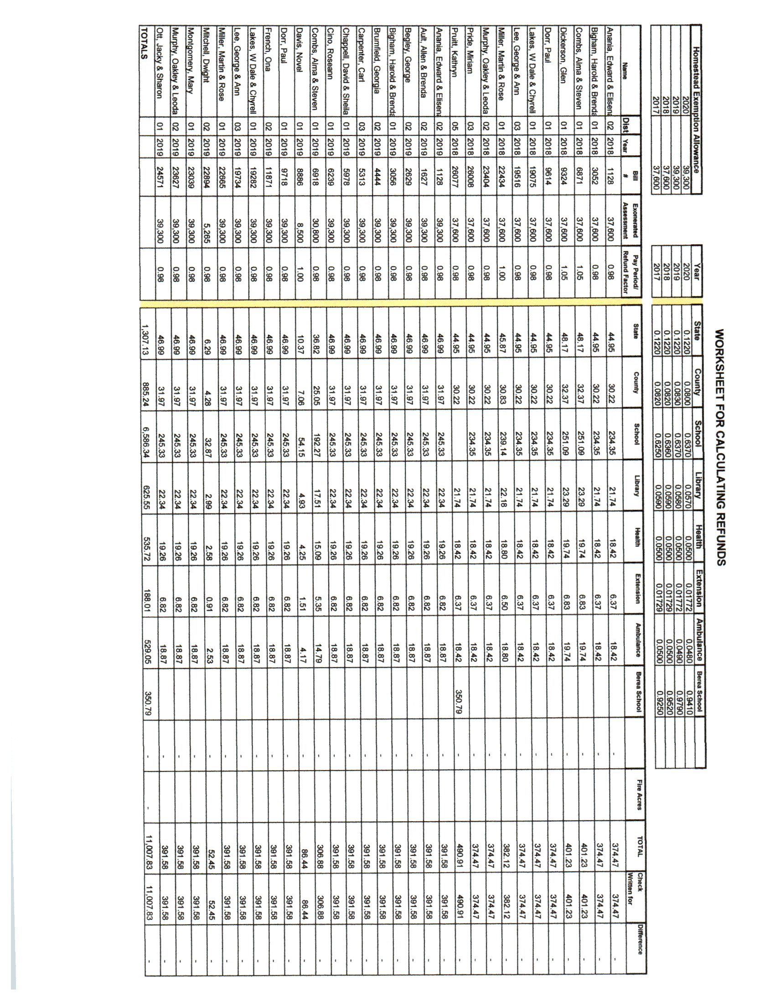 WORKSHEET FOR CALCULATING REFUNDS
Homestead Exemption Allowance Year State County School Library Health Extension Ambulance Berea School
2020 39,300 2020 0.1220 0.0800 0.6370 0.0570 0.0500 0.01772 0.0480 0.9410
2019 39,300 2019 0.1220 0.0830 0.6370 0.0580 0.0500 0.01772 0.0490 0.9790
2018 37,600 2018 0.1220 0.0820 0.6360 0.0590 0.0500 0.01729 0.0500 0.9520
2017 37,600 2017 0.1220 0.0820 0.6250 0.0590 0.0500 0.01729 0.0500 0.9250
Name Dist Year Bill # Exonerated Assessment Pay Period/ Refund Factor State County School Library Health Extension Ambulance Berea School Fire Acres TOTAL Check Written for Difference
Anania, Edward & Elisena 02 2018 1128 37,600 0.98 44.95 30.22 234.35 21.74 18.42 6.37 18.42 - 374.47 374.47 -
Bigham, Harold & Brenda 01 2018 3052 37,600 0.98 44.95 30.22 234.35 21.74 18.42 6.37 18.42 - 374.47 374.47 -
Combs, Alma & Steven 01 2018 6871 37,600 1.05 48.17 32.37 251.09 23.29 19.74 6.83 19.74 - 401.23 401.23 -
Dickerson, Glen 01 2018 9324 37,600 1.05 48.17 32.37 251.09 23.29 19.74 6.83 19.74 - 401.23 401.23 -
Dorr, Paul 01 2018 9614 37,600 0.98 44.95 30.22 234.35 21.74 18.42 6.37 18.42 - 374.47 374.47 -
Lakes, W Dale & Chyrell 01 2018 19075 37,600 0.98 44.95 30.22 234.35 21.74 18.42 6.37 18.42 - 374.47 374.47 -
Lee, George & Ann 03 2018 19516 37,600 0.98 44.95 30.22 234.35 21.74 18.42 6.37 18.42 - 374.47 374.47 -
Miller, Martin & Rose 01 2018 22434 37,600 1.00 45.87 30.83 239.14 22.18 18.80 6.50 18.80 - 382.12 382.12 -
Murphy, Oakley & Leoda 02 2018 23404 37,600 0.98 44.95 30.22 234.35 21.74 18.42 6.37 18.42 - 374.47 374.47 -
Pride, Miriam 03 2018 26008 37,600 0.98 44.95 30.22 234.35 21.74 18.42 6.37 18.42 - 374.47 374.47 -
Pruitt, Kathryn 05 2018 26077 37,600 0.98 44.95 30.22 21.74 18.42 6.37 18.42 350.79 - 490.91 490.91 -
Anania, Edward & Elisena 02 2019 1128 39,300 0.98 46.99 31.97 245.33 22.34 19.26 6.82 18.87 - 391.58 391.58 -
Ault, Allen & Brenda 02 2019 1627 39,300 0.98 46.99 31.97 245.33 22.34 19.26 6.82 18.87 - 391.58 391.58 -
Begley, George 02 2019 2629 39,300 0.98 46.99 31.97 245.33 22.34 19.26 6.82 18.87 - 391.58 391.58 -
Bigham, Harold & Brenda 01 2019 3056 39,300 0.98 46.99 31.97 245.33 22.34 19.26 6.82 18.87 - 391.58 391.58 -
Brumfield, Georgia 02 2019 4444 39,300 0.98 46.99 31.97 245.33 22.34 19.26 6.82 18.87 - 391.58 391.58 -
Carpenter, Carl 03 2019 5313 39,300 0.98 46.99 31.97 245.33 22.34 19.26 6.82 18.87 - 391.58 391.58 -
Chappell, David & Sheila 01 2019 5978 39,300 0.98 46.99 31.97 245.33 22.34 19.26 6.82 18.87 - 391.58 391.58 -
Cino, Roseann 01 2019 6239 39,300 0.98 46.99 31.97 245.33 22.34 19.26 6.82 18.87 - 391.58 391.58 -
Combs, Alma & Steven 01 2019 6918 30,800 0.98 36.82 25.05 192.27 17.51 15.09 5.35 14.79 - 306.88 306.88 -
Davis, Novel 01 2019 8886 8,500 1.00 10.37 7.06 54.15 4.93 4.25 1.51 4.17 - 86.44 86.44 -
Dorr, Paul 01 2019 9718 39,300 0.98 46.99 31.97 245.33 22.34 19.26 6.82 18.87 - 391.58 391.58 -
French, Ona 02 2019 11871 39,300 0.98 46.99 31.97 245.33 22.34 19.26 6.82 18.87 - 391.58 391.58 -
Lakes, W Dale & Chyrell 01 2019 19282 39,300 0.98 46.99 31.97 245.33 22.34 19.26 6.82 18.87 - 391.58 391.58 -
Lee, George & Ann 03 2019 19734 39,300 0.98 46.99 31.97 245.33 22.34 19.26 6.82 18.87 - 391.58 391.58 -
Miller, Martin & Rose 01 2019 22665 39,300 0.98 46.99 31.97 245.33 22.34 19.26 6.82 18.87 - 391.58 391.58 -
Mitchell, Dwight 02 2019 22894 5,265 0.98 6.29 4.28 32.87 2.99 2.58 0.91 2.53 - 52.45 52.45 -
Montgomery, Mary 01 2019 23039 39,300 0.98 46.99 31.97 245.33 22.34 19.26 6.82 18.87 - 391.58 391.58 -
Murphy, Oakley & Leoda 02 2019 23627 39,300 0.98 46.99 31.97 245.33 22.34 19.26 6.82 18.87 - 391.58 391.58 -
Ott, Jacky & Sharon 01 2019 24571 39,300 0.98 46.99 31.97 245.33 22.34 19.26 6.82 18.87 - 391.58 391.58 -
TOTALS 1,307.13 885.24 6,586.34 625.55 535.72 188.01 529.05 350.79 - - 11,007.83 11,007.83 -